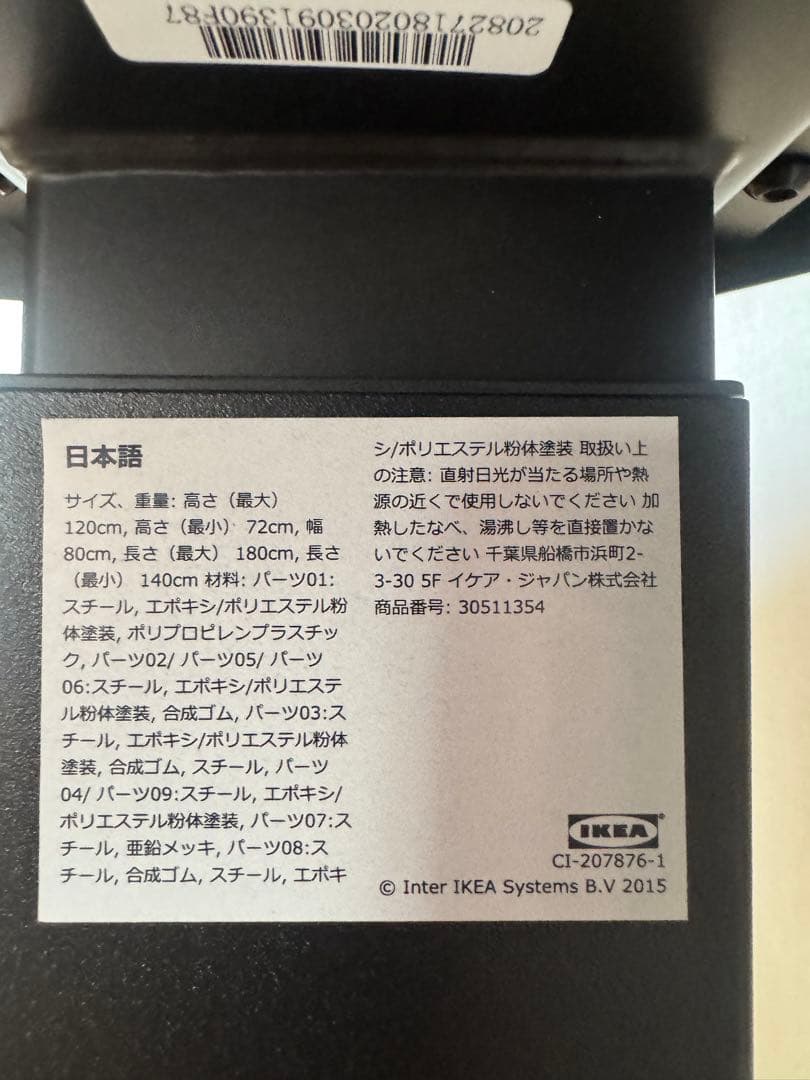 20827180203091390F87
日本語
サイズ、重量: 高さ（最大）
120cm, 高さ（最小） 72cm, 幅
80cm, 長さ（最大） 180cm, 長さ
（最小） 140cm 材料: パーツ01:
スチール, エポキシ/ポリエステル粉
体塗装, ポリプロピレンプラスチッ
ク, パーツ02/ パーツ05/ パーツ
06:スチール, エポキシ/ポリエステ
ル粉体塗装, 合成ゴム, パーツ03:ス
チール, エポキシ/ポリエステル粉体
塗装, 合成ゴム, スチール, パーツ
04/ パーツ09:スチール, エポキシ/
ポリエステル粉体塗装, パーツ07:ス
チール, 亜鉛メッキ, パーツ08:ス
チール, 合成ゴム, スチール, エポキ
シ/ポリエステル粉体塗装 取扱い上
の注意: 直射日光が当たる場所や熱
源の近くで使用しないでください 加
熱したなべ、湯沸し等を直接置かな
いでください 千葉県船橋市浜町2-
3-30 5F イケア・ジャパン株式会社
商品番号: 30511354
IKEA®
CI-207876-1
© Inter IKEA Systems B.V 2015